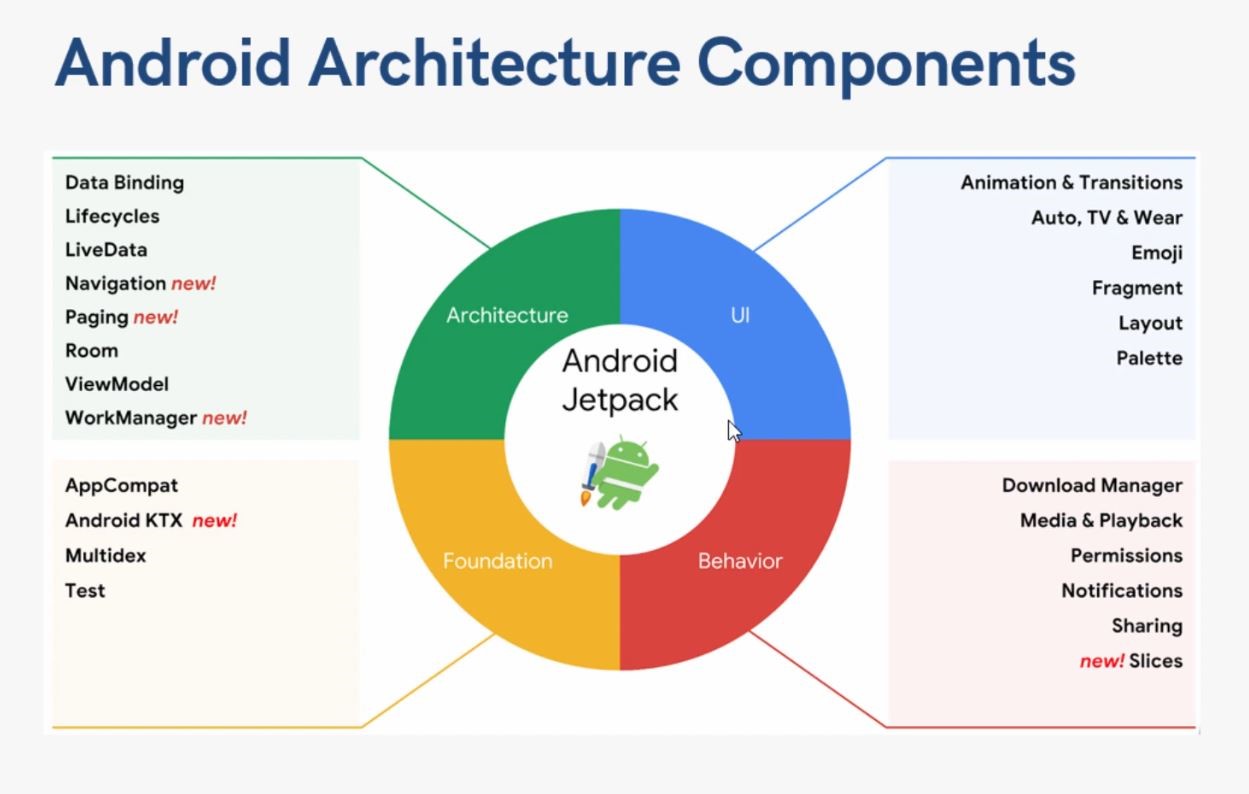 Android Architecture Components
Data Binding
Lifecycles
LiveData
Navigation new!
Paging new!
Room
ViewModel
WorkManager new!
Animation & Transitions
Auto, TV & Wear
Emoji
Fragment
Layout
Palette
Architecture
UI
Android
Jetpack
Foundation
Behavior
AppCompat
Android KTX new!
Multidex
Test
Download Manager
Media & Playback
Permissions
Notifications
Sharing
new! Slices